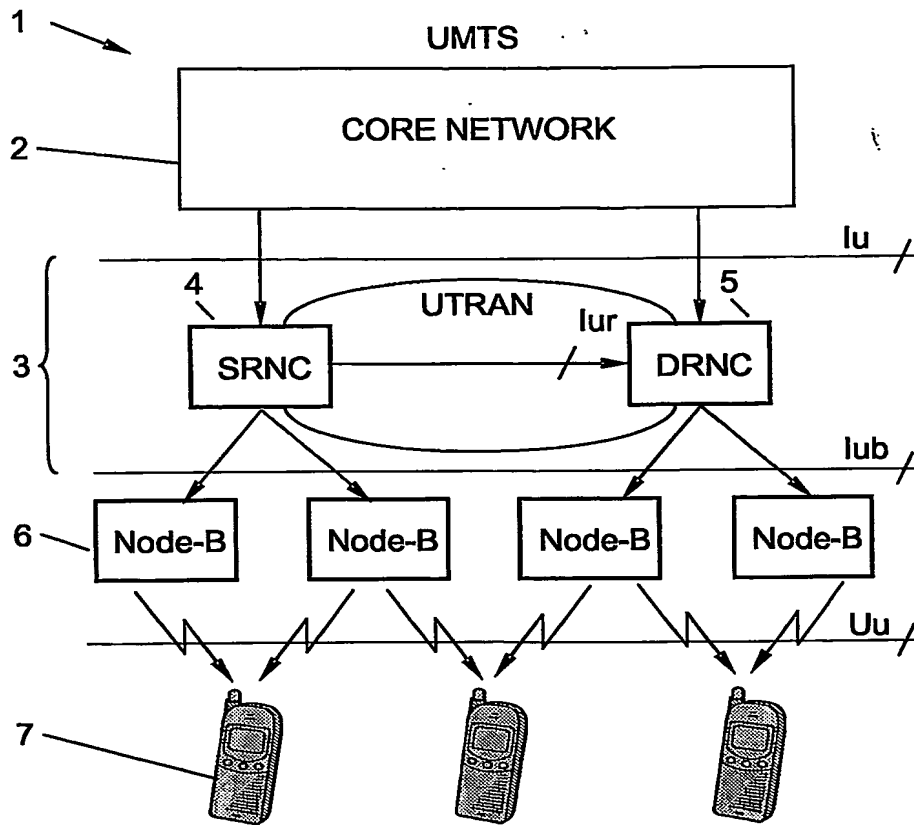 1
UMTS
CORE NETWORK
2
Iu
4
5
UTRAN
Iur
3
SRNC
DRNC
Iub
6
Node-B
Node-B
Node-B
Node-B
Uu
7